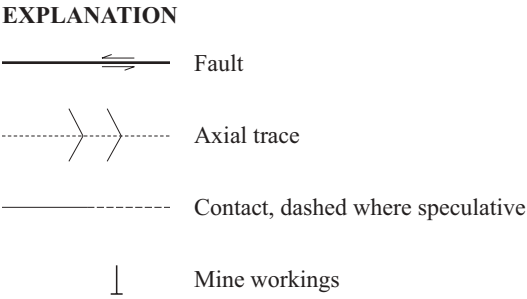 EXPLANATION
Fault
Axial trace
Contact, dashed where speculative
Mine workings